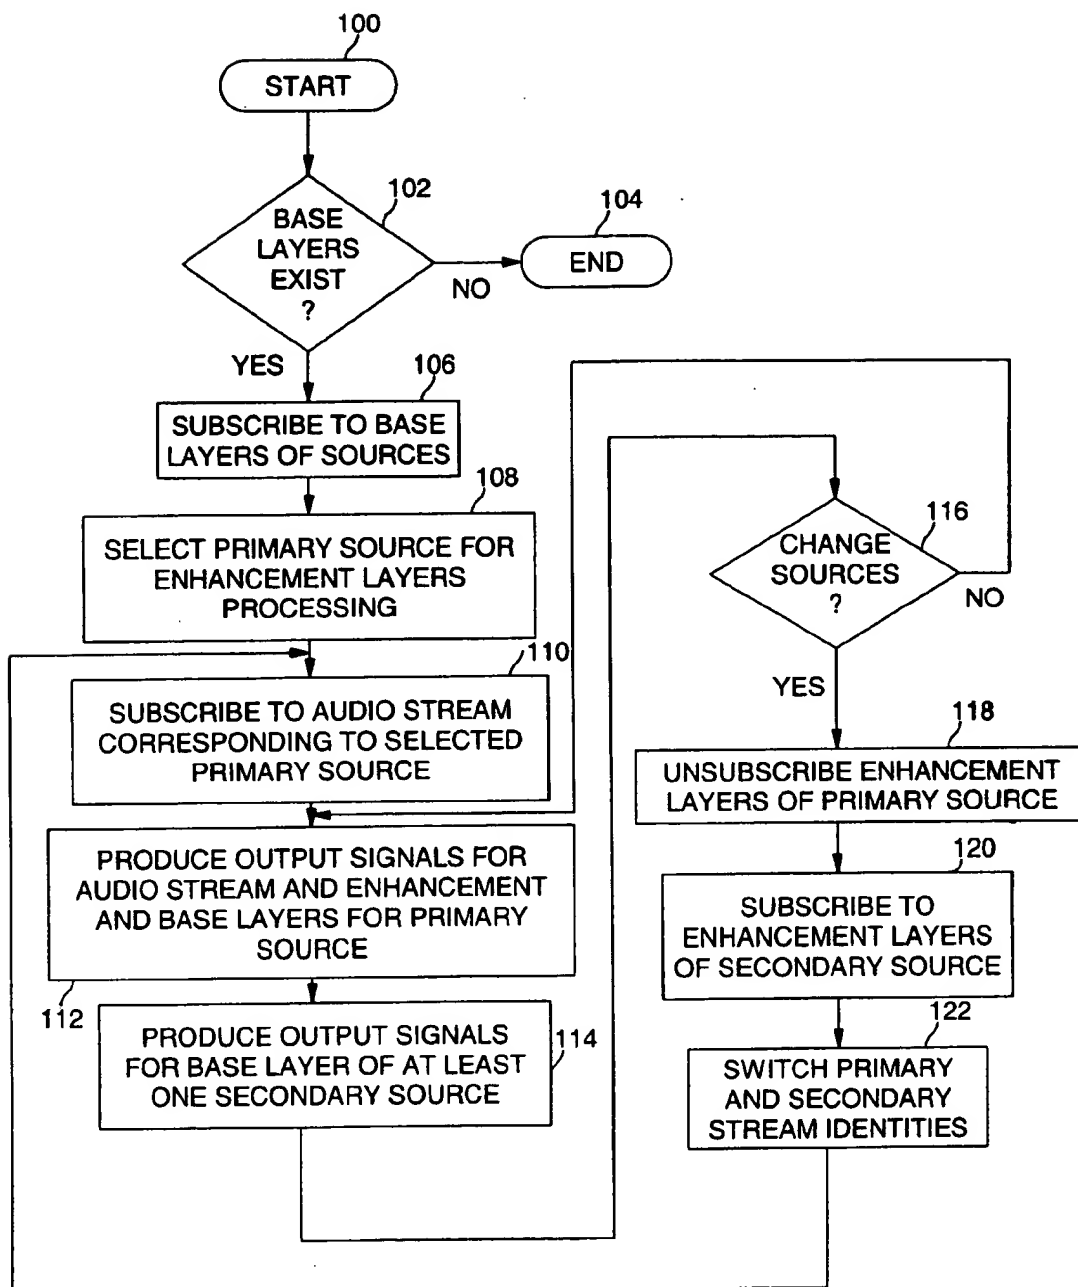 100
START
102
BASE
LAYERS
EXIST
?
104
END
NO
YES
106
SUBSCRIBE TO BASE
LAYERS OF SOURCES
108
SELECT PRIMARY SOURCE FOR
ENHANCEMENT LAYERS
PROCESSING
110
SUBSCRIBE TO AUDIO STREAM
CORRESPONDING TO SELECTED
PRIMARY SOURCE
PRODUCE OUTPUT SIGNALS FOR
AUDIO STREAM AND ENHANCEMENT
AND BASE LAYERS FOR PRIMARY
SOURCE
112
PRODUCE OUTPUT SIGNALS
FOR BASE LAYER OF AT LEAST
ONE SECONDARY SOURCE
114
116
CHANGE
SOURCES
?
NO
YES
118
UNSUBSCRIBE ENHANCEMENT
LAYERS OF PRIMARY SOURCE
120
SUBSCRIBE TO
ENHANCEMENT LAYERS
OF SECONDARY SOURCE
122
SWITCH PRIMARY
AND SECONDARY
STREAM IDENTITIES